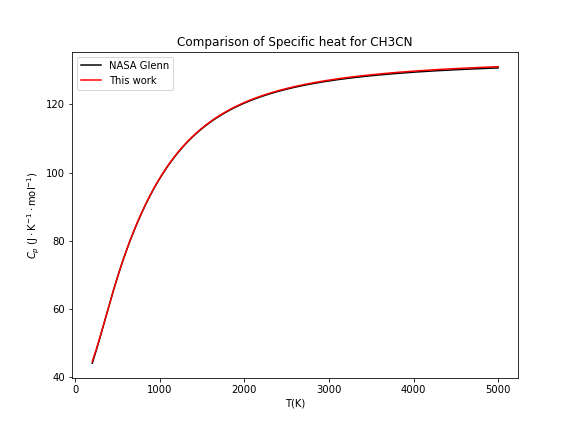 Comparison of Specific heat for CH3CN
NASA Glenn
This work
120
100
80
60
40
C_p (J · K⁻¹ · mol⁻¹)
0 1000 2000 3000 4000 5000
T(K)